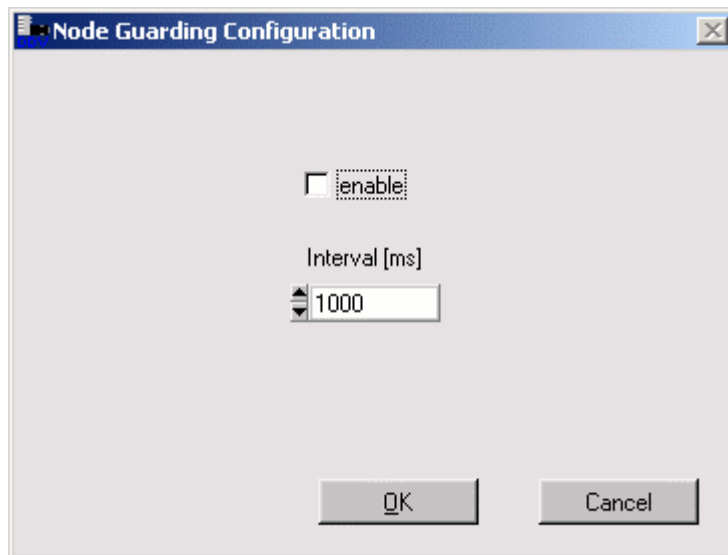 Node Guarding Configuration
enable
Interval [ms]
1000
OK
Cancel